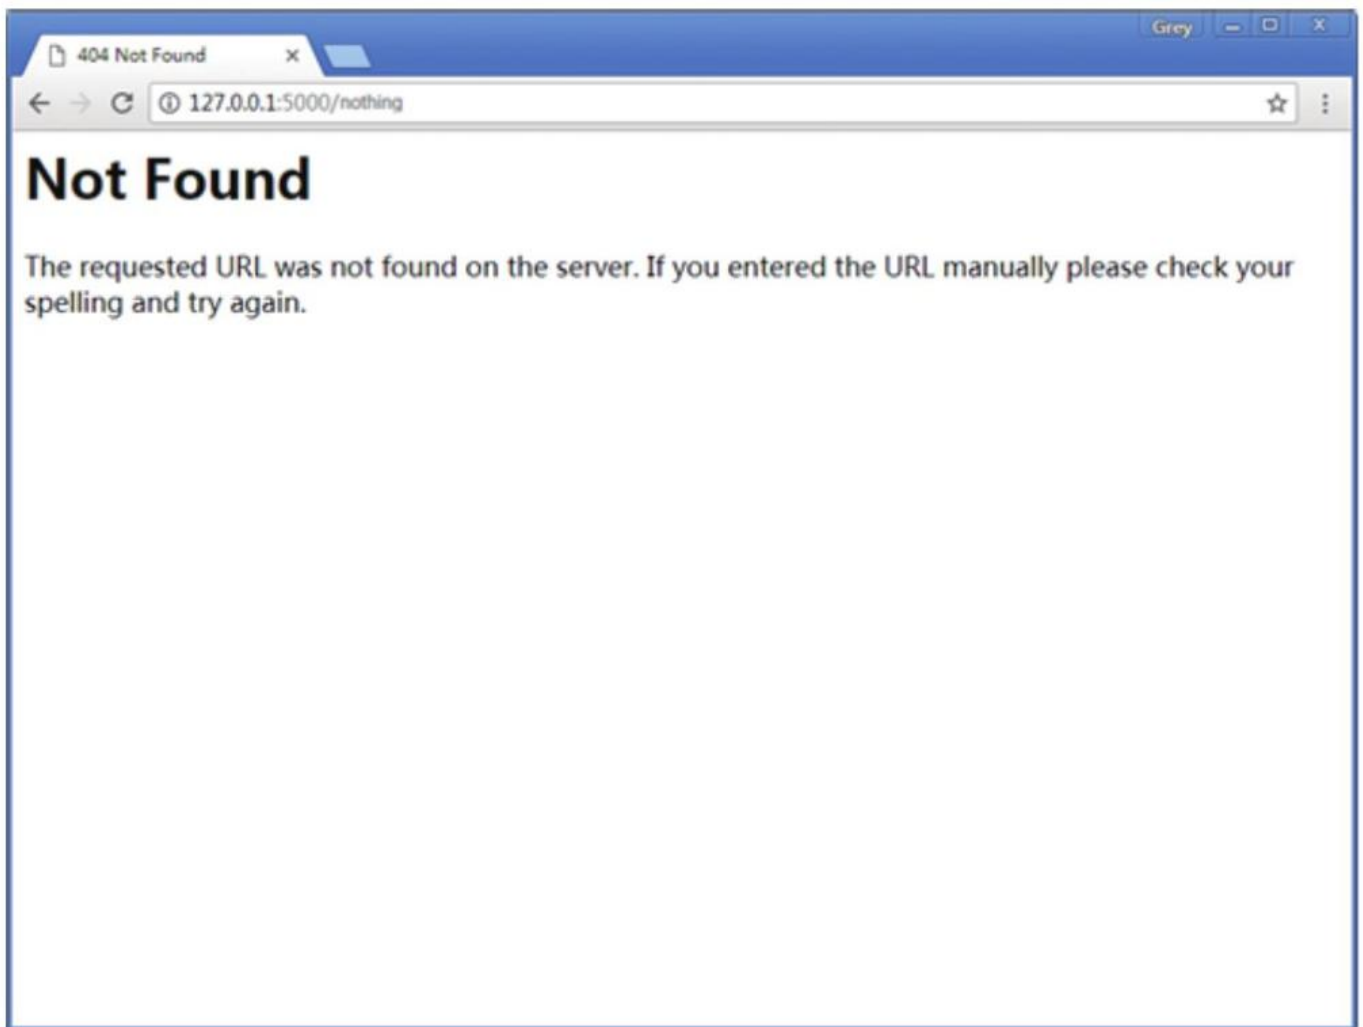 Grey
404 Not Found
127.0.0.1:5000/nothing
Not Found
The requested URL was not found on the server. If you entered the URL manually please check your
spelling and try again.